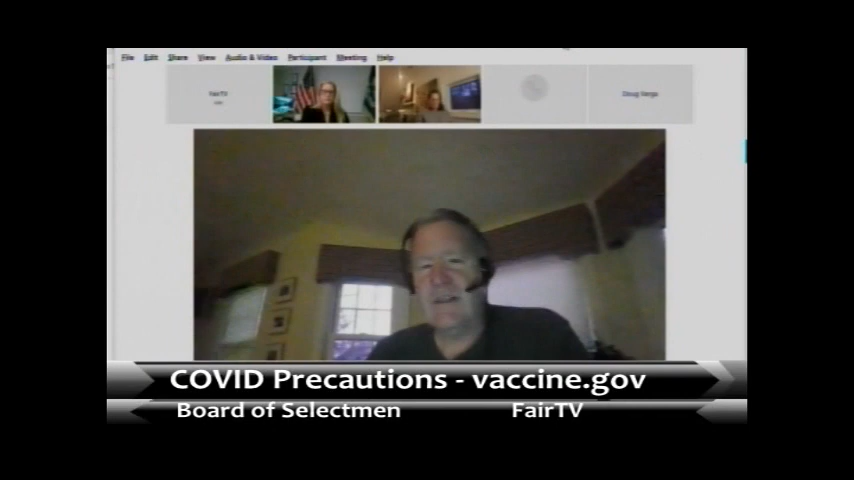 File Edit Share View Audio & Video Participant Meeting Help
FairTV
Doug Varga
COVID Precautions - vaccine.gov
Board of Selectmen FairTV